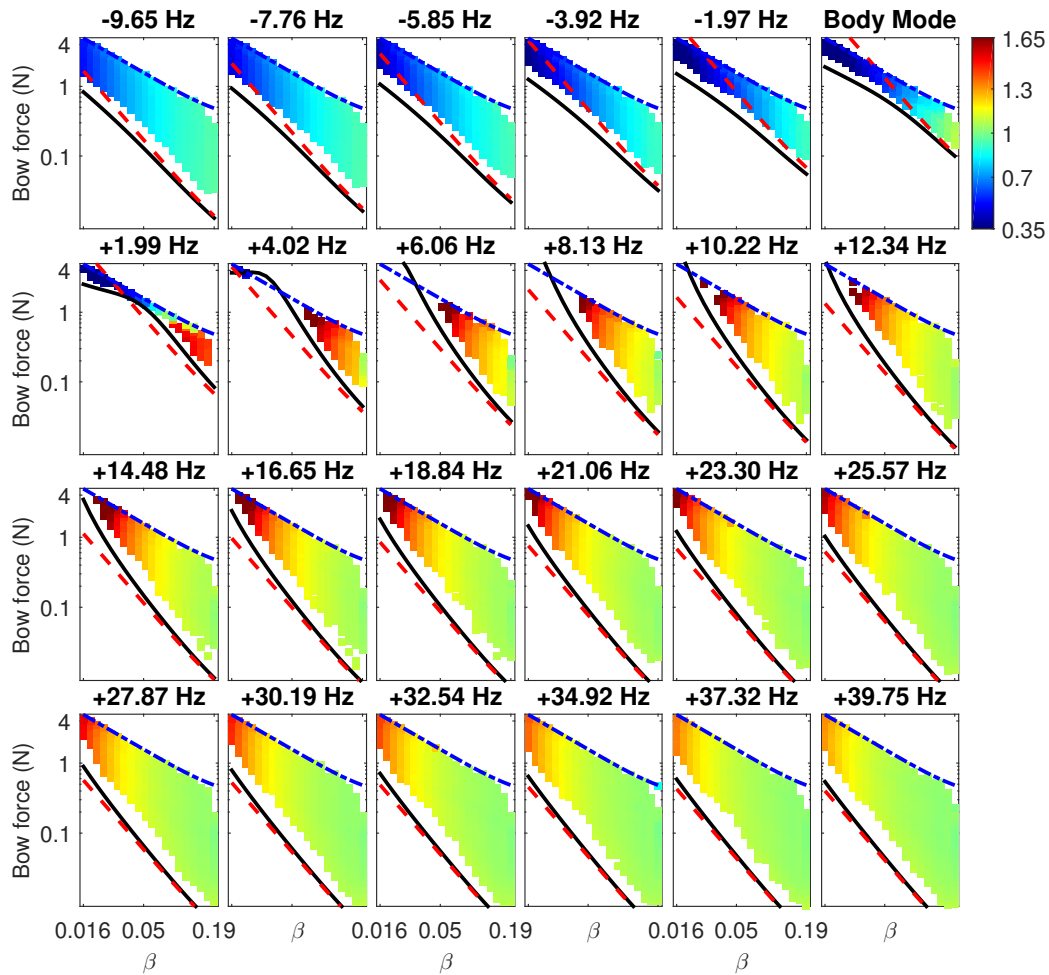 -9.65 Hz -7.76 Hz -5.85 Hz -3.92 Hz -1.97 Hz Body Mode
Bow force (N)
4
1
0.1
1.65
1.3
1
0.7
0.35
+1.99 Hz +4.02 Hz +6.06 Hz +8.13 Hz +10.22 Hz +12.34 Hz
Bow force (N)
4
1
0.1
+14.48 Hz +16.65 Hz +18.84 Hz +21.06 Hz +23.30 Hz +25.57 Hz
Bow force (N)
4
1
0.1
+27.87 Hz +30.19 Hz +32.54 Hz +34.92 Hz +37.32 Hz +39.75 Hz
Bow force (N)
4
1
0.1
0.016 0.05 0.19 β 0.016 0.05 0.19 β 0.016 0.05 0.19 β
β β β